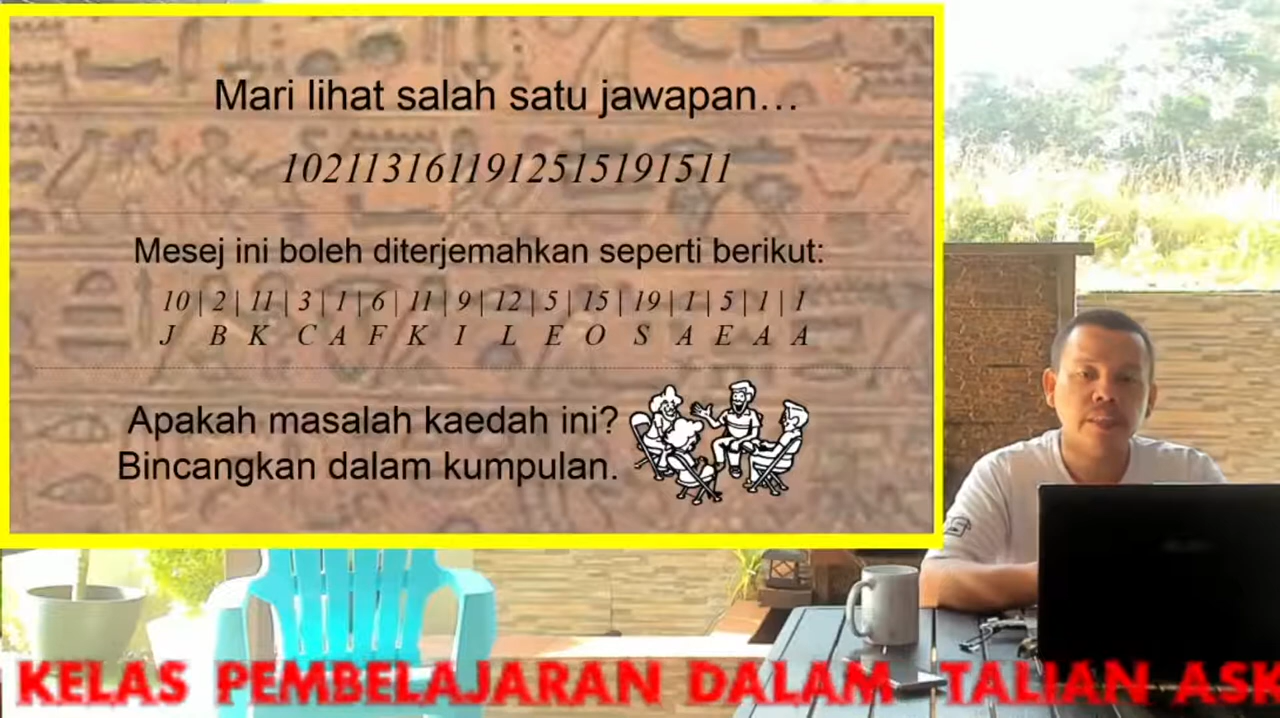 Mari lihat salah satu jawapan…
10211316119125151​91511
Mesej ini boleh diterjemahkan seperti berikut:
10 | 2 | 11 | 3 | 1 | 6 | 11 | 9 | 12 | 5 | 15 | 19 | 1 | 5 | 1 | 1
J B K C A F K I L E O S A E A A
Apakah masalah kaedah ini?
Bincangkan dalam kumpulan.
KELAS PEMBELAJARAN DALAM TALIAN ASK